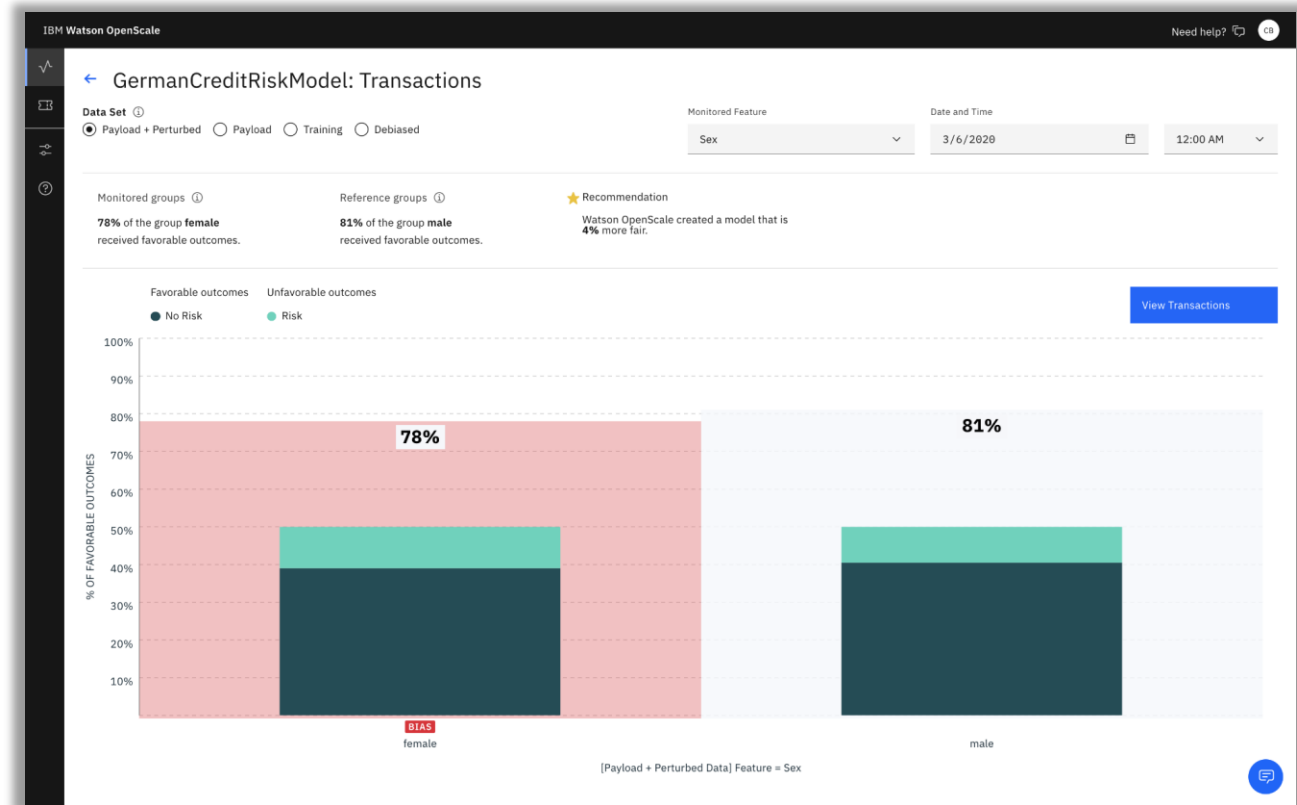 IBM Watson OpenScale
Need help?
CB
GermanCreditRiskModel: Transactions
Data Set
Payload + Perturbed Payload Training Debiased
Monitored Feature
Sex
Date and Time
3/6/2020
12:00 AM
Monitored groups
78% of the group female
received favorable outcomes.
Reference groups
81% of the group male
received favorable outcomes.
Recommendation
Watson OpenScale created a model that is
4% more fair.
Favorable outcomes Unfavorable outcomes
No Risk Risk
View Transactions
% OF FAVORABLE OUTCOMES
100%
90%
80%
70%
60%
50%
40%
30%
20%
10%
78%
81%
BIAS
female
male
[Payload + Perturbed Data] Feature = Sex